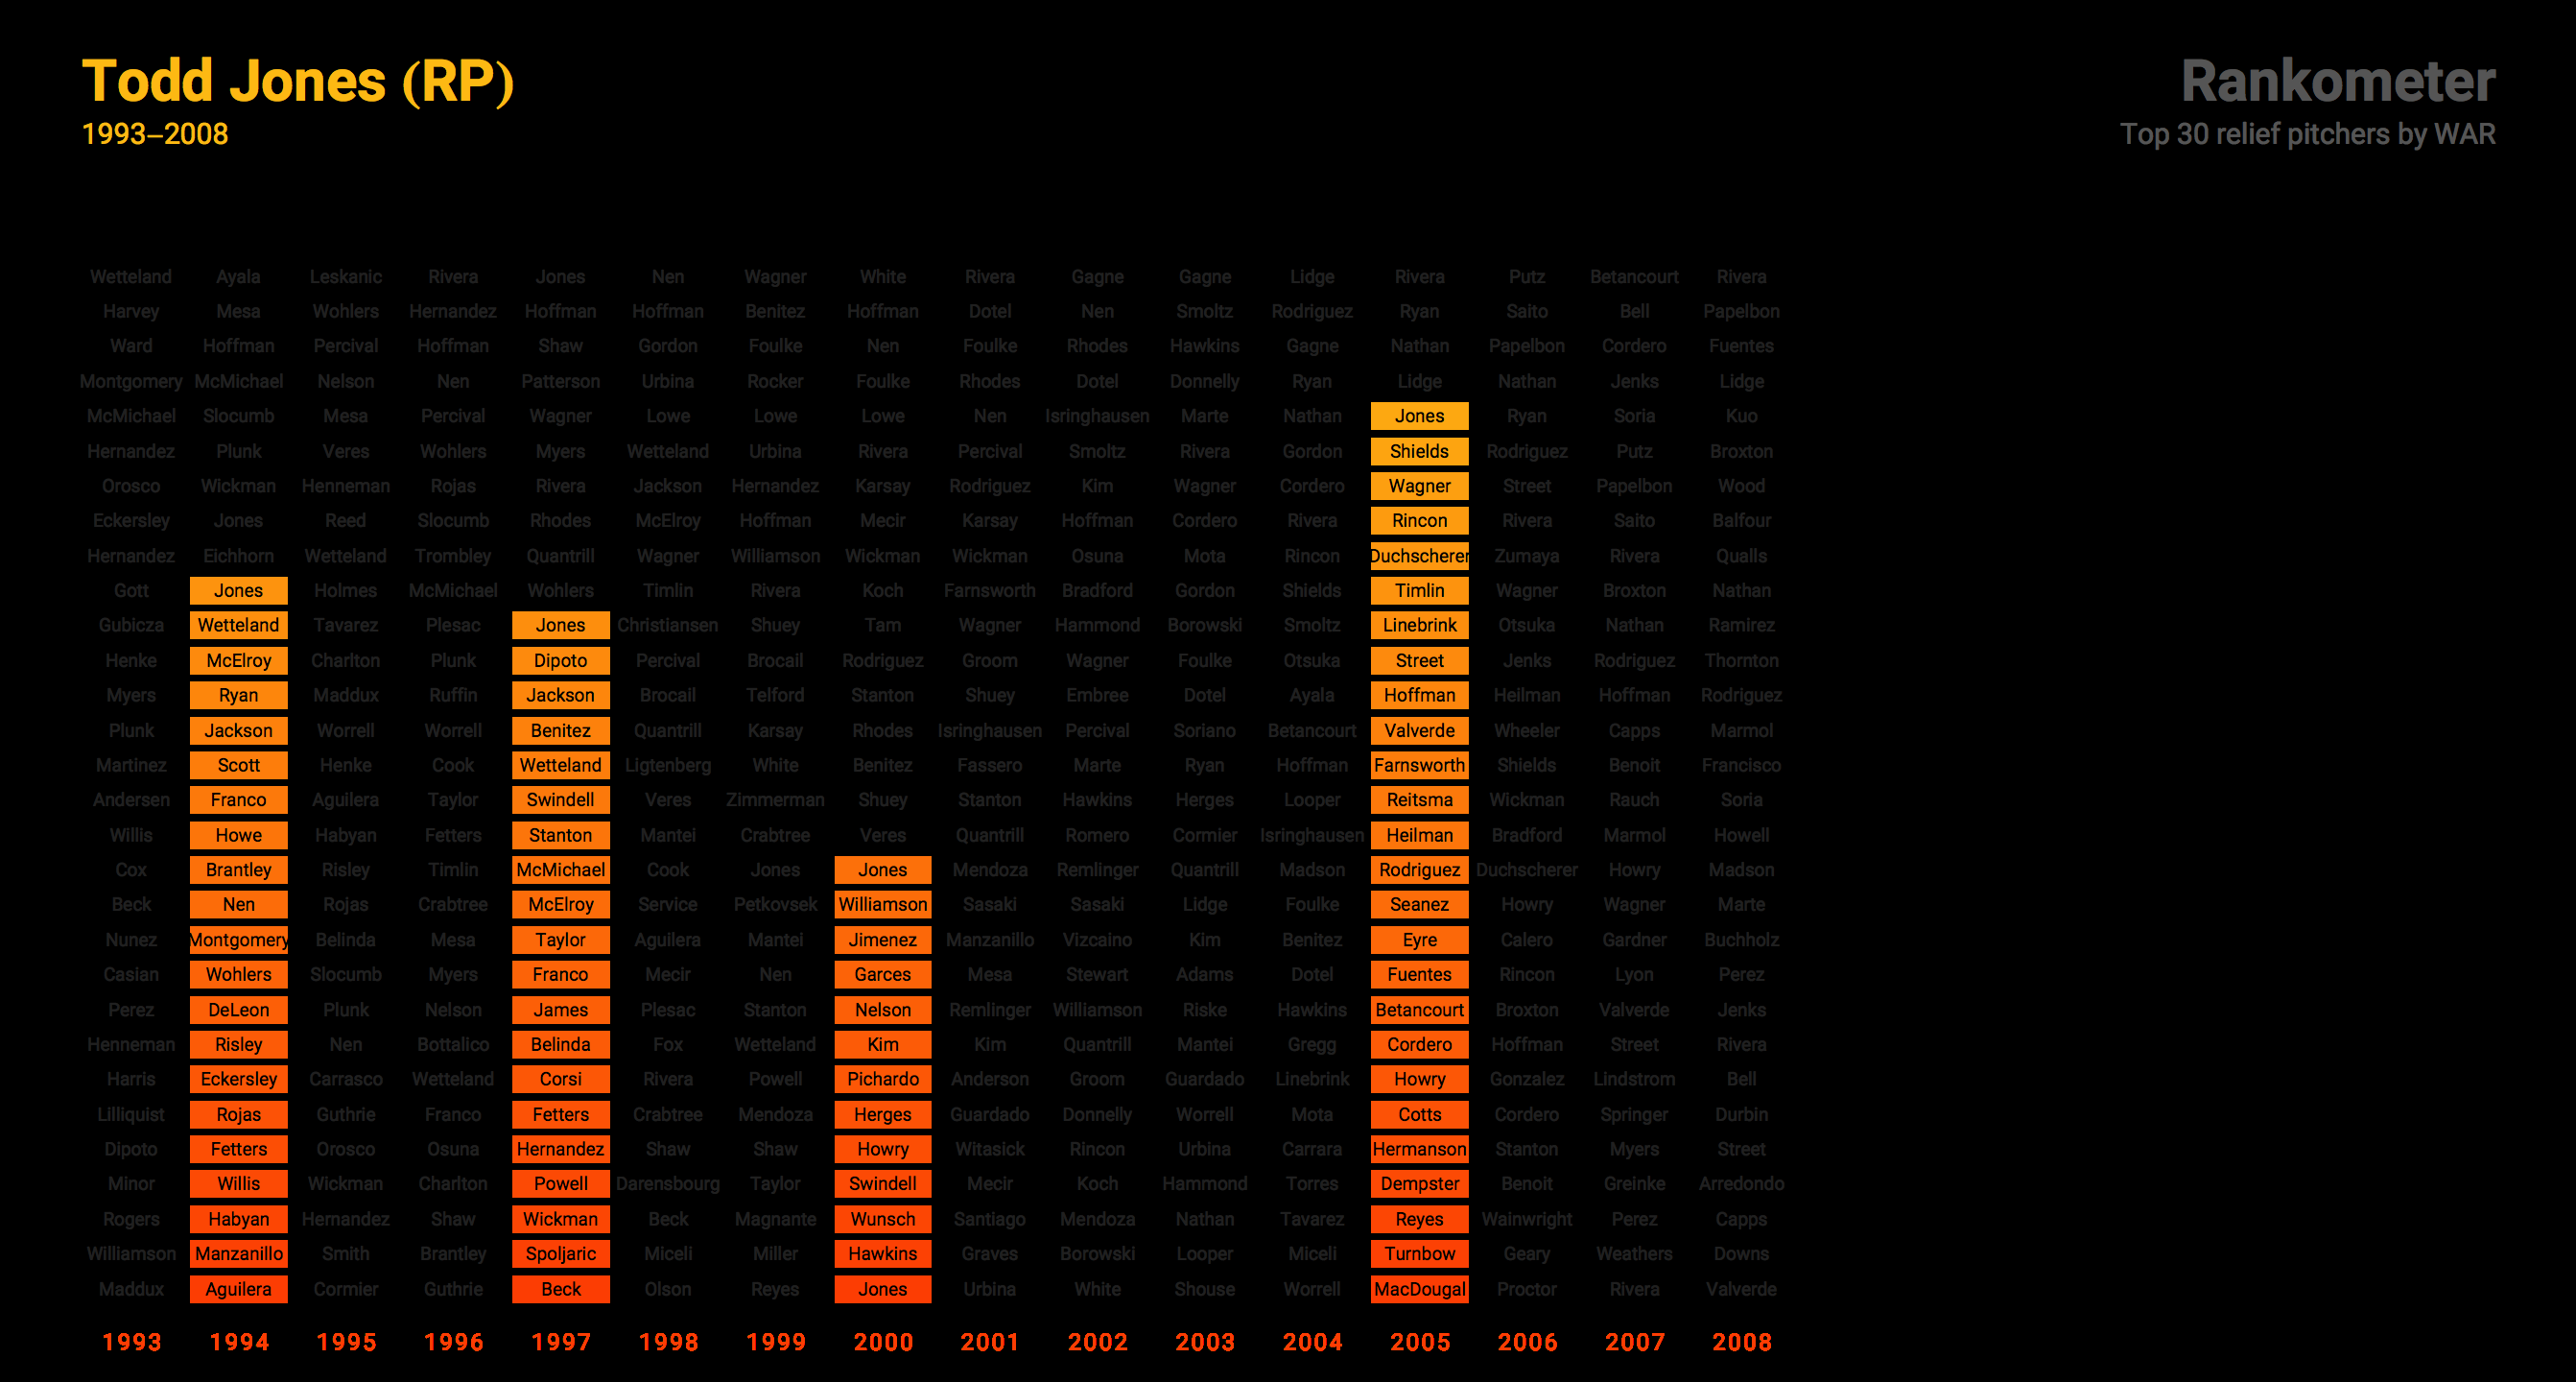 Todd Jones (RP)
1993–2008
Rankometer
Top 30 relief pitchers by WAR
Wetteland Ayala Leskanic Rivera Jones Nen Wagner White Rivera Gagne Gagne Lidge Rivera Putz Betancourt Rivera
Harvey Mesa Wohlers Hernandez Hoffman Hoffman Benitez Hoffman Dotel Nen Smoltz Rodriguez Ryan Saito Bell Papelbon
Ward Hoffman Percival Hoffman Shaw Gordon Foulke Nen Foulke Rhodes Hawkins Gagne Nathan Papelbon Cordero Fuentes
Montgomery McMichael Nelson Nen Patterson Urbina Rocker Foulke Rhodes Dotel Donnelly Ryan Lidge Nathan Jenks Lidge
McMichael Slocumb Mesa Percival Wagner Lowe Lowe Lowe Nen Isringhausen Marte Nathan Jones Ryan Soria Kuo
Hernandez Plunk Veres Wohlers Myers Wetteland Urbina Rivera Percival Smoltz Rivera Gordon Shields Rodriguez Putz Broxton
Orosco Wickman Henneman Rojas Rivera Jackson Hernandez Karsay Rodriguez Kim Wagner Cordero Wagner Street Papelbon Wood
Eckersley Jones Reed Slocumb Rhodes McElroy Hoffman Mecir Karsay Hoffman Cordero Rivera Rincon Rivera Saito Balfour
Hernandez Eichhorn Wetteland Trombley Quantrill Wagner Williamson Wickman Wickman Osuna Mota Rincon Duchscherer Zumaya Rivera Qualls
Gott Jones Holmes McMichael Wohlers Timlin Rivera Koch Farnsworth Bradford Gordon Shields Timlin Wagner Broxton Nathan
Gubicza Wetteland Tavarez Plesac Jones Christiansen Shuey Tam Wagner Hammond Borowski Smoltz Linebrink Otsuka Nathan Ramirez
Henke McElroy Charlton Plunk Dipoto Percival Brocail Rodriguez Groom Wagner Foulke Otsuka Street Jenks Rodriguez Thornton
Myers Ryan Maddux Ruffin Jackson Brocail Telford Stanton Shuey Embree Dotel Ayala Hoffman Heilman Hoffman Rodriguez
Plunk Jackson Worrell Worrell Benitez Quantrill Karsay Rhodes Isringhausen Percival Soriano Betancourt Valverde Wheeler Capps Marmol
Martinez Scott Henke Cook Wetteland Ligtenberg White Benitez Fassero Marte Ryan Hoffman Farnsworth Shields Benoit Francisco
Andersen Franco Aguilera Taylor Swindell Veres Zimmerman Shuey Stanton Hawkins Herges Looper Reitsma Wickman Rauch Soria
Willis Howe Habyan Fetters Stanton Mantei Crabtree Veres Quantrill Romero Cormier Isringhausen Heilman Bradford Marmol Howell
Cox Brantley Risley Timlin McMichael Cook Jones Jones Mendoza Remlinger Quantrill Madson Rodriguez Duchscherer Howry Madson
Beck Nen Rojas Crabtree McElroy Service Petkovsek Williamson Sasaki Sasaki Lidge Foulke Seanez Howry Wagner Marte
Nunez Montgomery Belinda Mesa Taylor Aguilera Mantei Jimenez Manzanillo Vizcaino Kim Benitez Eyre Calero Gardner Buchholz
Casian Wohlers Slocumb Myers Franco Mecir Nen Garces Mesa Stewart Adams Dotel Fuentes Rincon Lyon Perez
Perez DeLeon Plunk Nelson James Plesac Stanton Nelson Remlinger Williamson Riske Hawkins Betancourt Broxton Valverde Jenks
Henneman Risley Nen Bottalico Belinda Fox Wetteland Kim Kim Quantrill Mantei Gregg Cordero Hoffman Street Rivera
Harris Eckersley Carrasco Wetteland Corsi Rivera Powell Pichardo Anderson Groom Guardado Linebrink Howry Gonzalez Lindstrom Bell
Lilliquist Rojas Guthrie Franco Fetters Crabtree Mendoza Herges Guardado Donnelly Worrell Mota Cotts Cordero Springer Durbin
Dipoto Fetters Orosco Osuna Hernandez Shaw Shaw Howry Witasick Rincon Urbina Carrara Hermanson Stanton Myers Street
Minor Willis Wickman Charlton Powell Darensbourg Taylor Swindell Mecir Koch Hammond Torres Dempster Benoit Greinke Arredondo
Rogers Habyan Hernandez Shaw Wickman Beck Magnante Wunsch Santiago Mendoza Nathan Tavarez Reyes Wainwright Perez Capps
Williamson Manzanillo Smith Brantley Spoljaric Miceli Miller Hawkins Graves Borowski Looper Miceli Turnbow Geary Weathers Downs
Maddux Aguilera Cormier Guthrie Beck Olson Reyes Jones Urbina White Shouse Worrell MacDougal Proctor Rivera Valverde
1993 1994 1995 1996 1997 1998 1999 2000 2001 2002 2003 2004 2005 2006 2007 2008